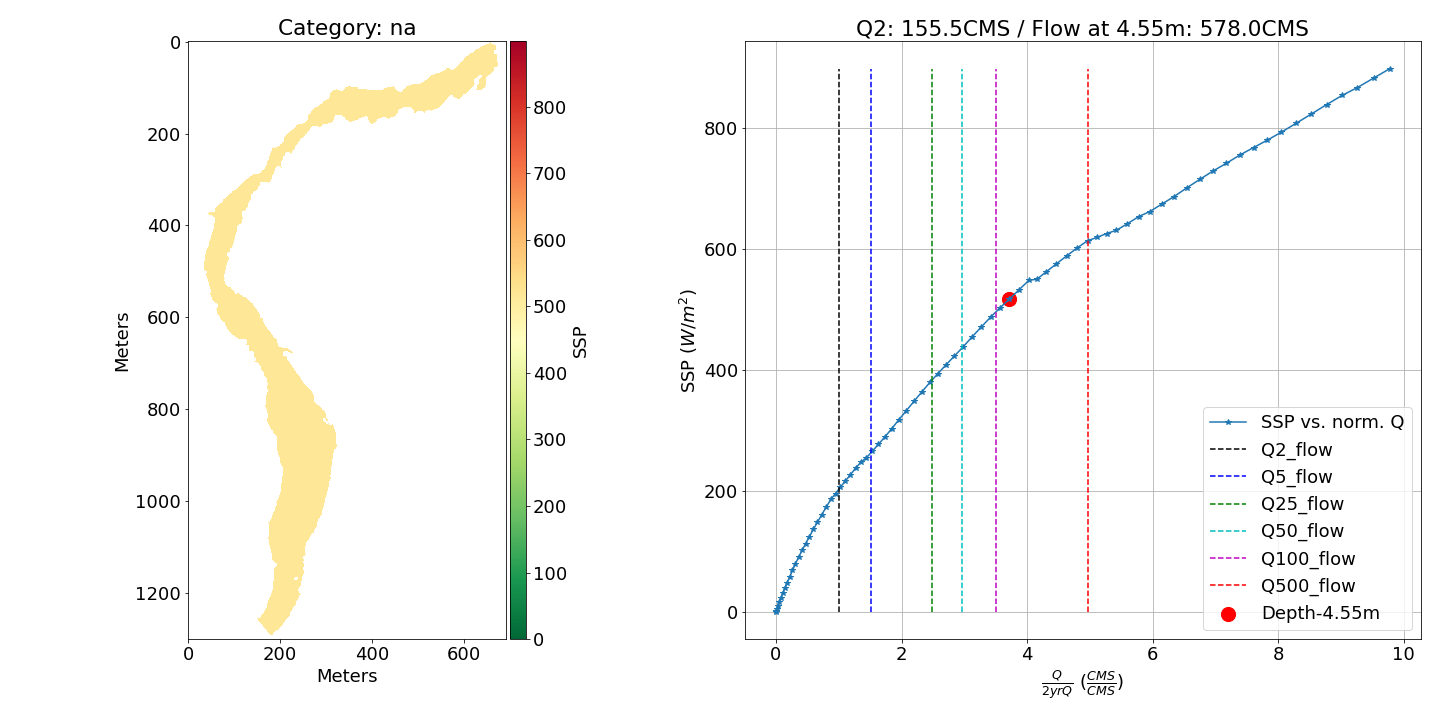 Category: na
0
200
400
600
800
1000
1200
Meters
0
200
400
600
Meters
800
700
600
500
400
300
200
100
0
SSP
Q2: 155.5CMS / Flow at 4.55m: 578.0CMS
800
600
400
200
0
SSP (W/m²)
0
2
4
6
8
10
Q/2yrQ (CMS/CMS)
SSP vs. norm. Q
Q2_flow
Q5_flow
Q25_flow
Q50_flow
Q100_flow
Q500_flow
Depth-4.55m